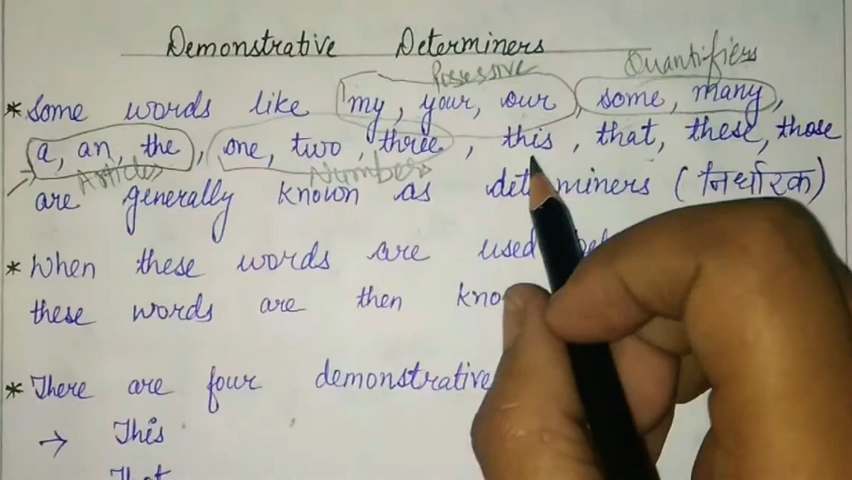 Demonstrative Determiners
Possessive
Quantifiers
* Some words like my, your, our, some, many,
a, an, the, one, two, three, this, that, these, those
Articles
Numbers
are generally known as determiners (निर्धारक)
* When these words are used
these words are then
* There are four demonstrative
→ This
That